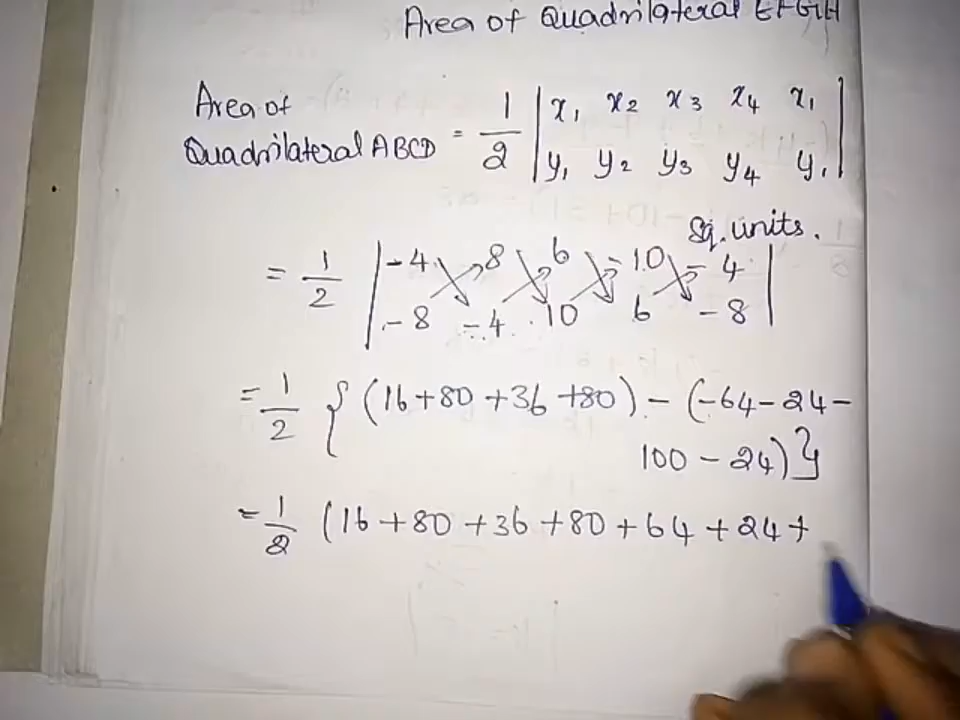 Area of Quadrilateral EFGH
Area of
Quadrilateral ABCD = 1/2 | x1 x2 x3 x4 x1
y1 y2 y3 y4 y1 |
Sq. units.
= 1/2 | -4 8 6 -10 -4
-8 -4 10 6 -8 |
= 1/2 { (16+80+36+80) - (-64-24-
100-24)}
= 1/2 (16+80+36+80+64+24+